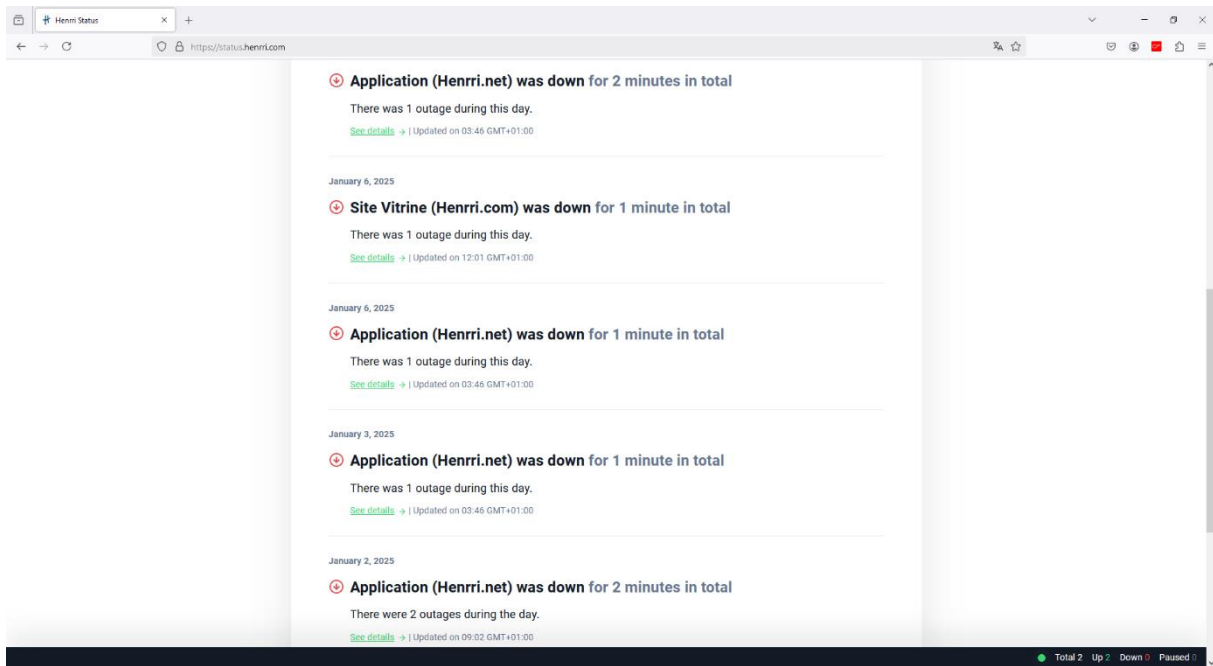 Henrri Status
https://status.henrri.com
Application (Henrri.net) was down for 2 minutes in total
There was 1 outage during this day.
See details → | Updated on 03:46 GMT+01:00
January 6, 2025
Site Vitrine (Henrri.com) was down for 1 minute in total
There was 1 outage during this day.
See details → | Updated on 12:01 GMT+01:00
January 6, 2025
Application (Henrri.net) was down for 1 minute in total
There was 1 outage during this day.
See details → | Updated on 03:46 GMT+01:00
January 3, 2025
Application (Henrri.net) was down for 1 minute in total
There was 1 outage during this day.
See details → | Updated on 03:46 GMT+01:00
January 2, 2025
Application (Henrri.net) was down for 2 minutes in total
There were 2 outages during the day.
See details → | Updated on 09:02 GMT+01:00
Total 2 Up 2 Down 0 Paused 0